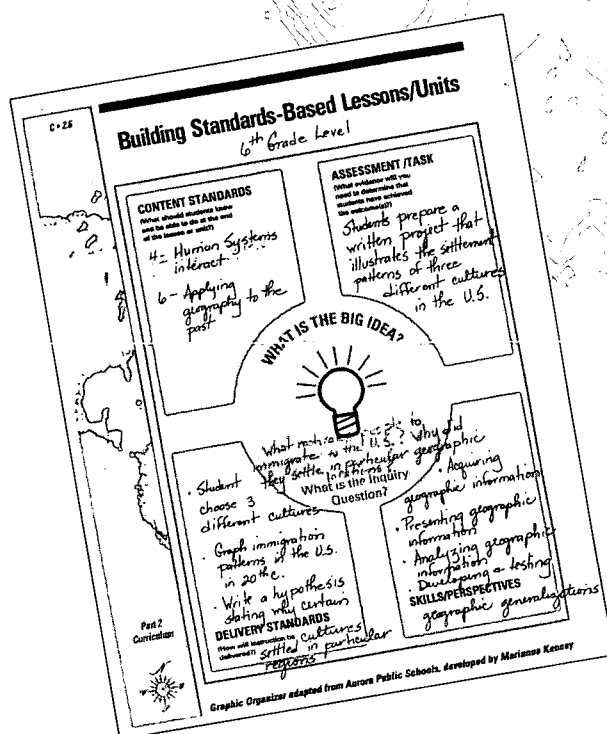 C • 25
Building Standards-Based Lessons/Units
6th Grade Level
CONTENT STANDARDS
(What should students know
and be able to do at the end
of the lesson or unit?)
4 - Human Systems
interact
6 - Applying
geography to the
past
ASSESSMENT /TASK
(What evidence will you
need to determine that
students have achieved
the outcome(s)?)
Students prepare a
written project that
illustrates the settlement
patterns of three
different cultures
in the U.S.
WHAT IS THE BIG IDEA?
What to
immigrate to the U.S.? Why did
they settle in particular geographic
locations?
What is the Inquiry
Question?
• Student
choose 3
different cultures
• Graph immigration
patterns in the U.S.
in 20th c.
• Write a hypothesis
stating why certain
cultures
settled in particular
regions
DELIVERY STANDARDS
(How will instruction be
delivered?)
• Acquiring
geographic information
• Presenting geographic
information
• Analyzing geographic
information
• Developing & testing
geographic generalizations
SKILLS/PERSPECTIVES
Part 2
Curriculum
Graphic Organizer adapted from Aurora Public Schools, developed by Marianne Kenney